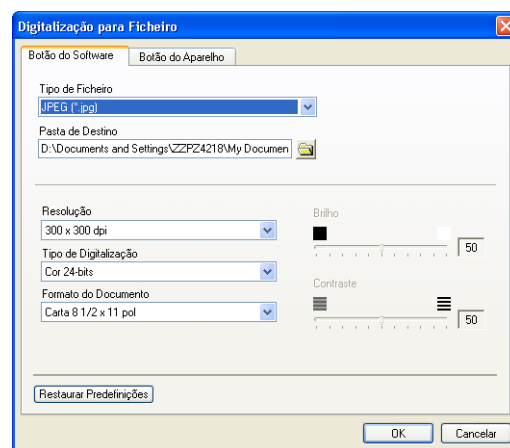 Digitalização para Ficheiro
Botão do Software
Botão do Aparelho
Tipo de Ficheiro
JPEG (*.jpg)
Pasta de Destino
D:\Documents and Settings\ZZPZ4218\My Documen
Resolução
300 x 300 dpi
Tipo de Digitalização
Cor 24-bits
Formato do Documento
Carta 8 1/2 x 11 pol
Brilho
50
Contraste
50
Restaurar Predefinições
OK
Cancelar